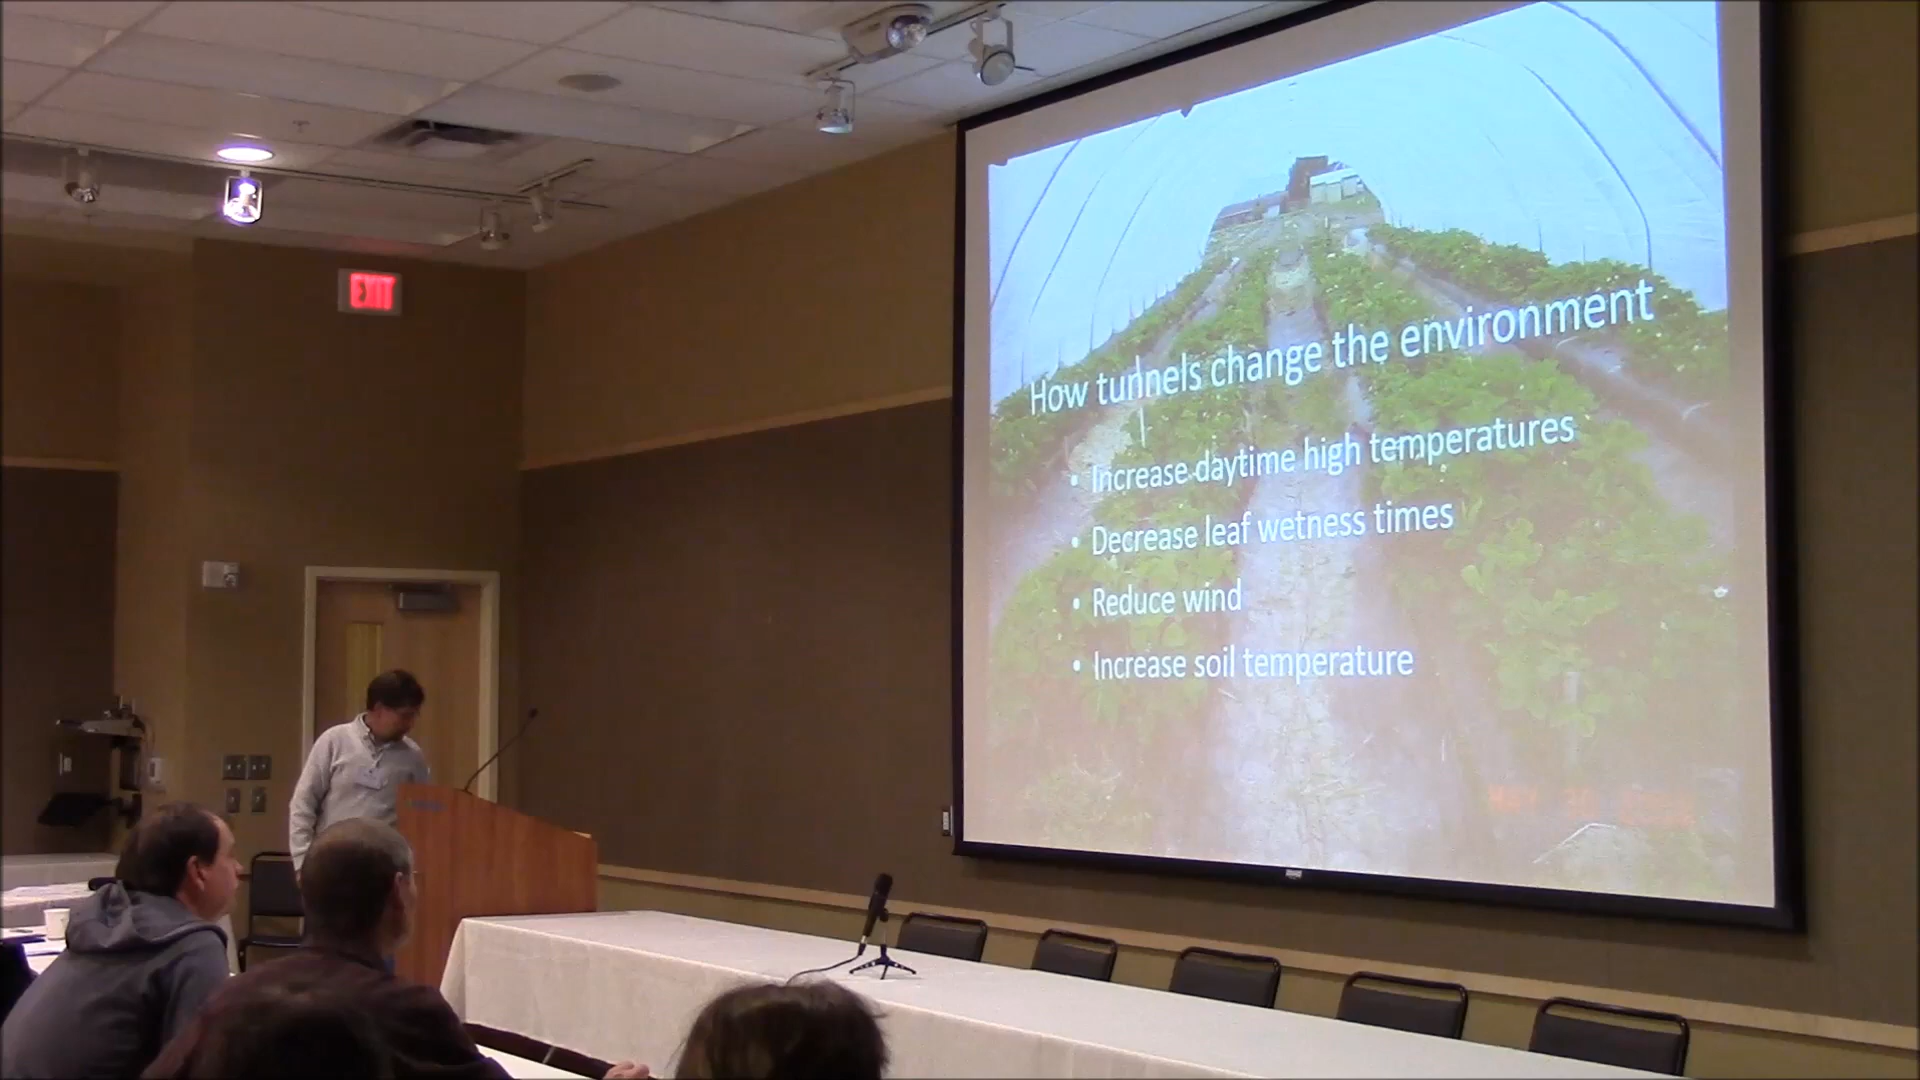 EXIT
How tunnels change the environment
• Increase daytime high temperatures
• Decrease leaf wetness times
• Reduce wind
• Increase soil temperature